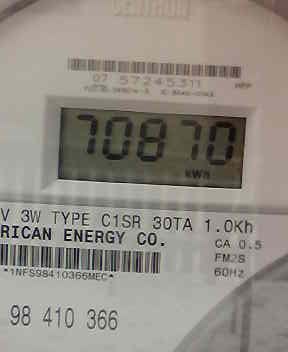 CENTRON
07 57245311
70870
kWh
V 3W TYPE C1SR 30TA 1.0Kh
RICAN ENERGY CO.
CA 0.5
FM2S
60Hz
*1NFS98410366MEC*
98 410 366